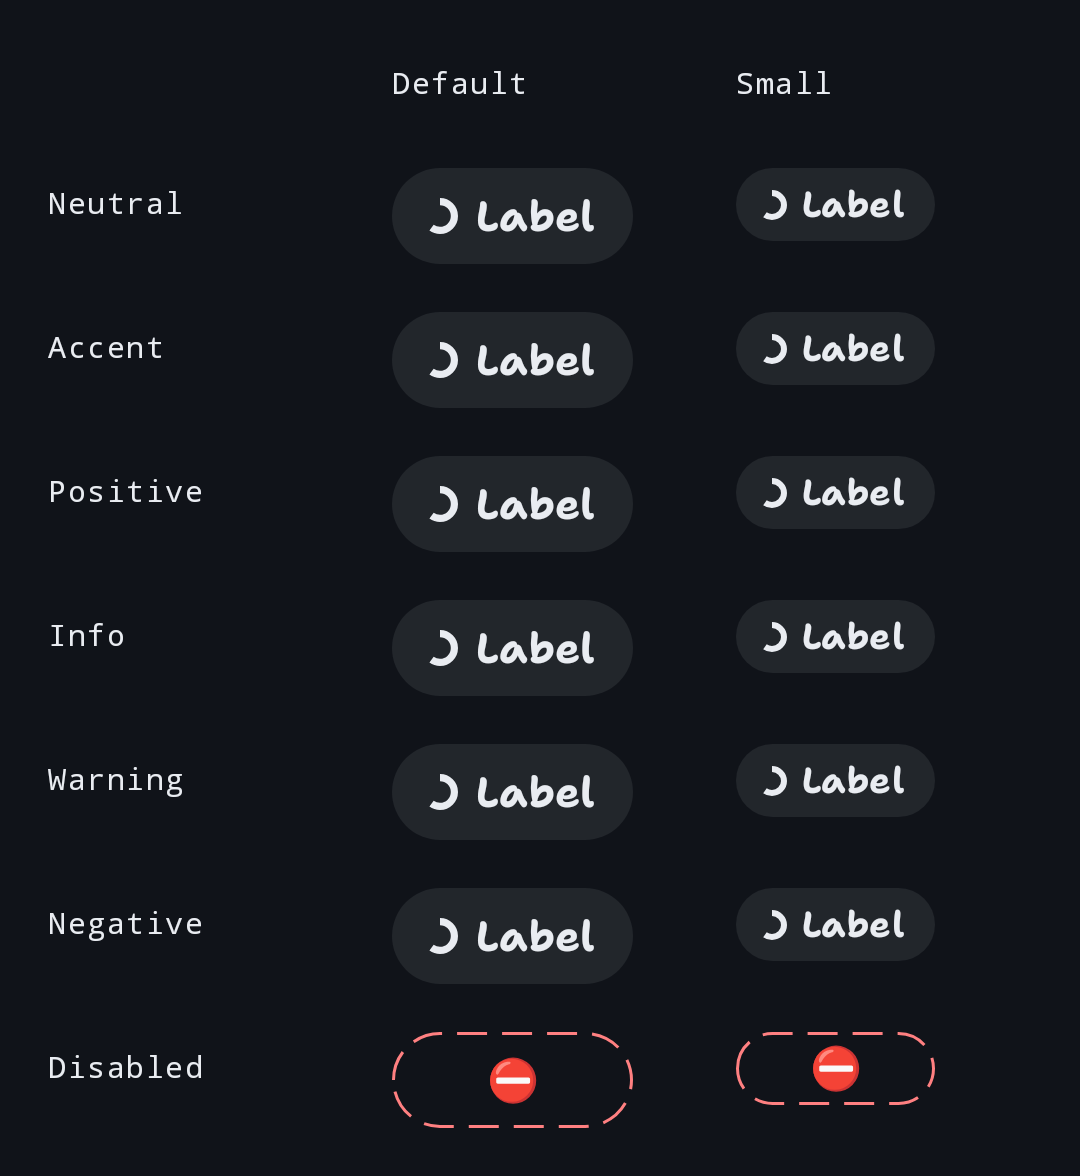 Default Small
Neutral Label Label
Accent Label Label
Positive Label Label
Info Label Label
Warning Label Label
Negative Label Label
Disabled